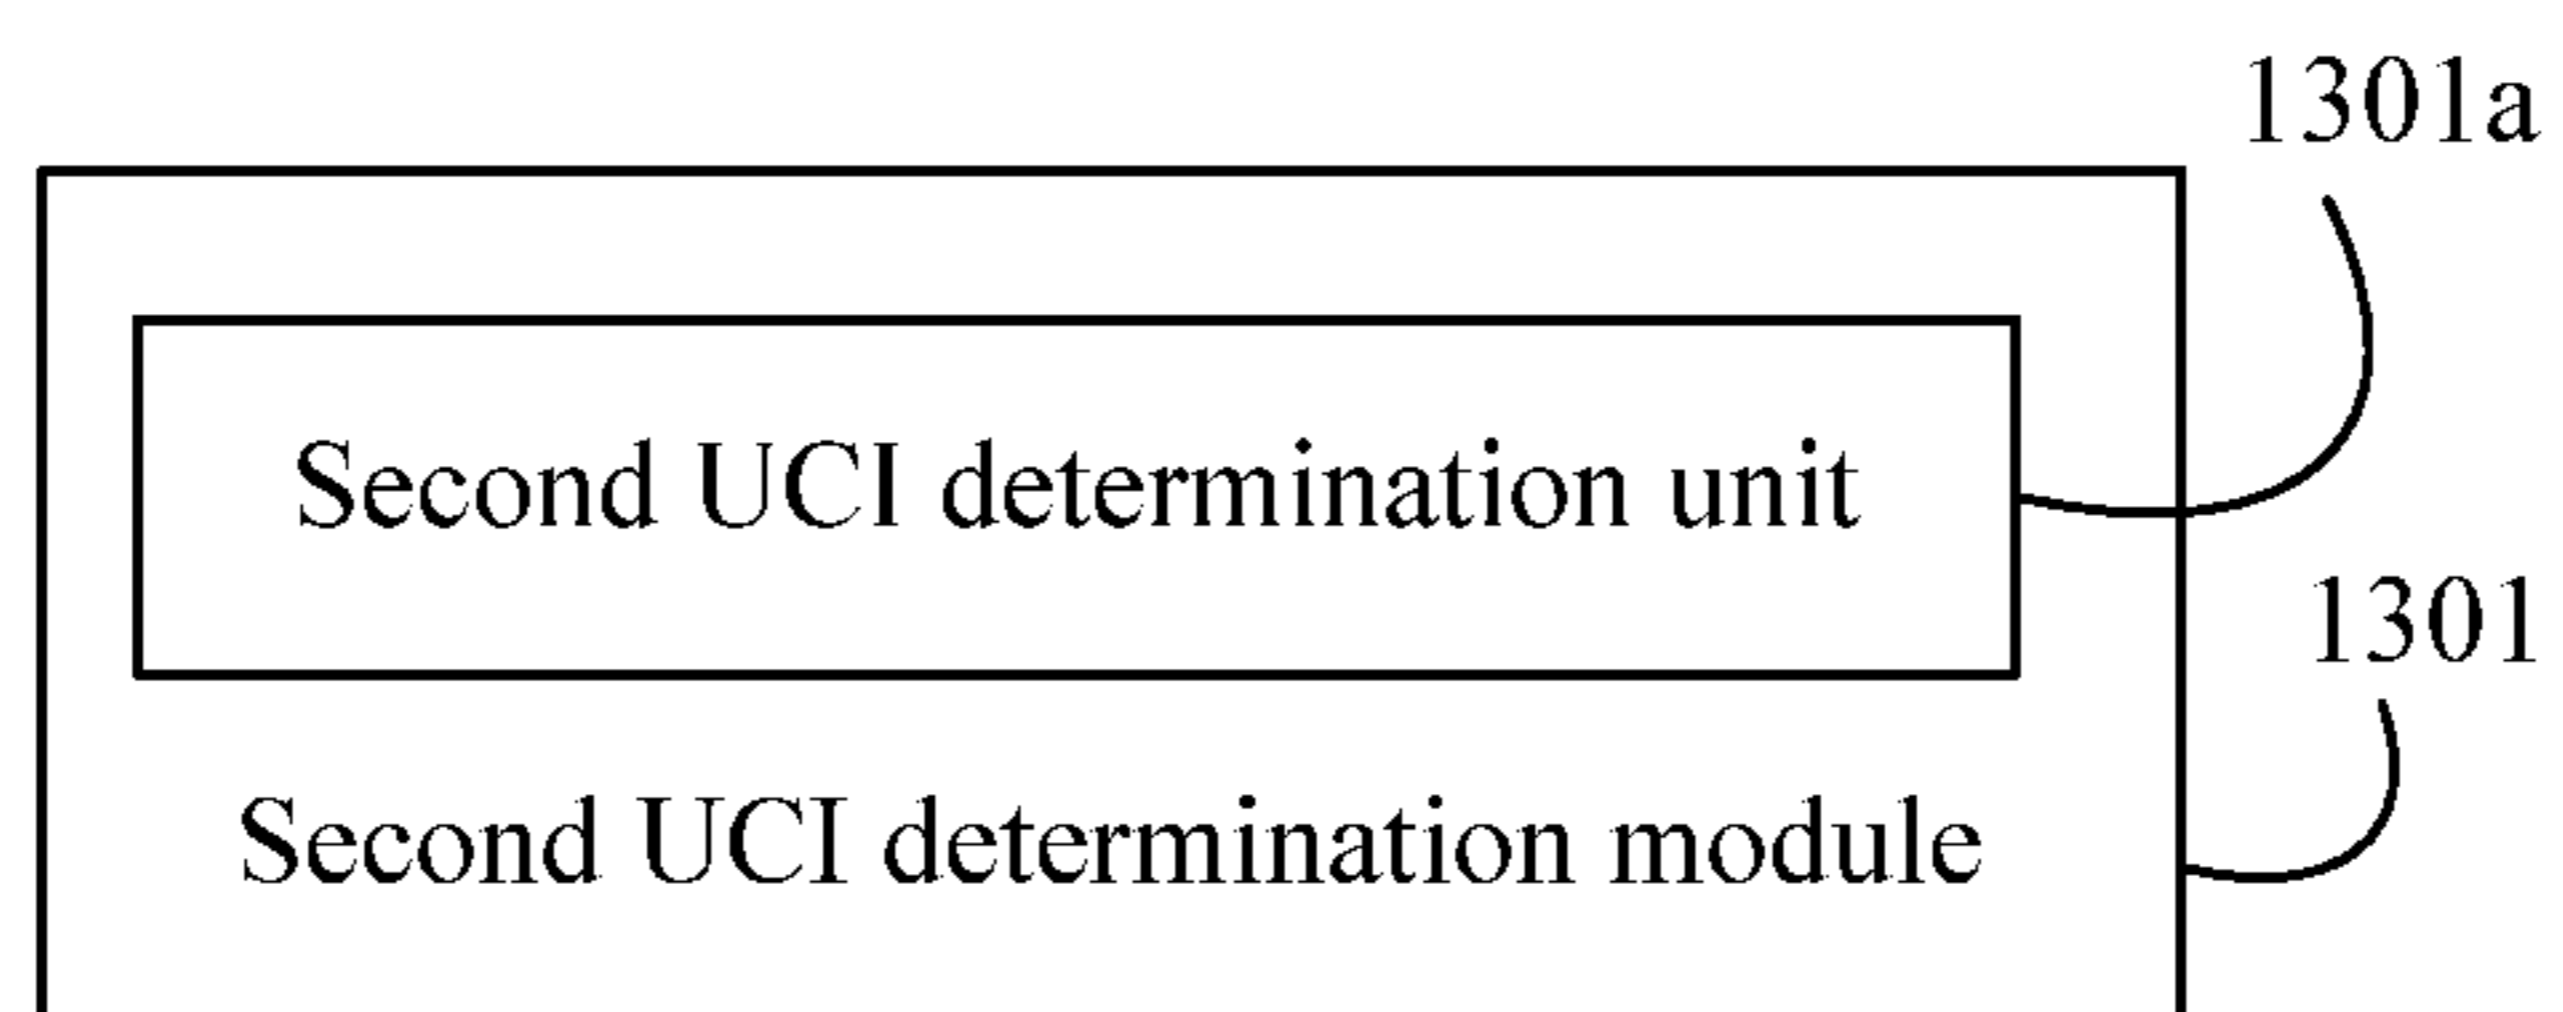 1301a
Second UCI determination unit
1301
Second UCI determination module